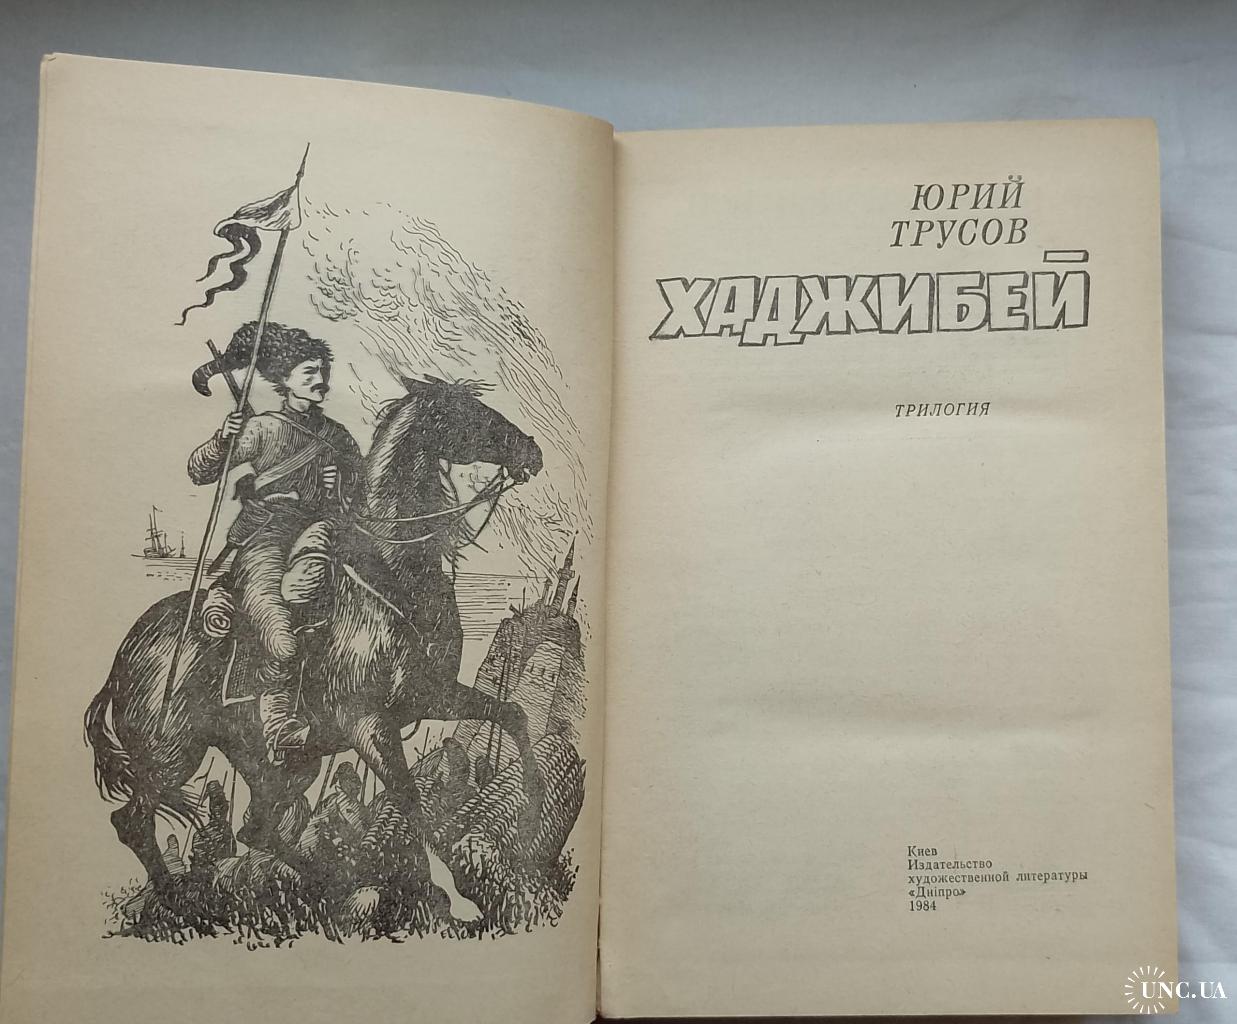 ЮРИЙ
ТРУСОВ
ХАДЖИБЕЙ
ТРИЛОГИЯ
Киев
Издательство
художественной литературы
«Дніпро»
1984
UNC.UA